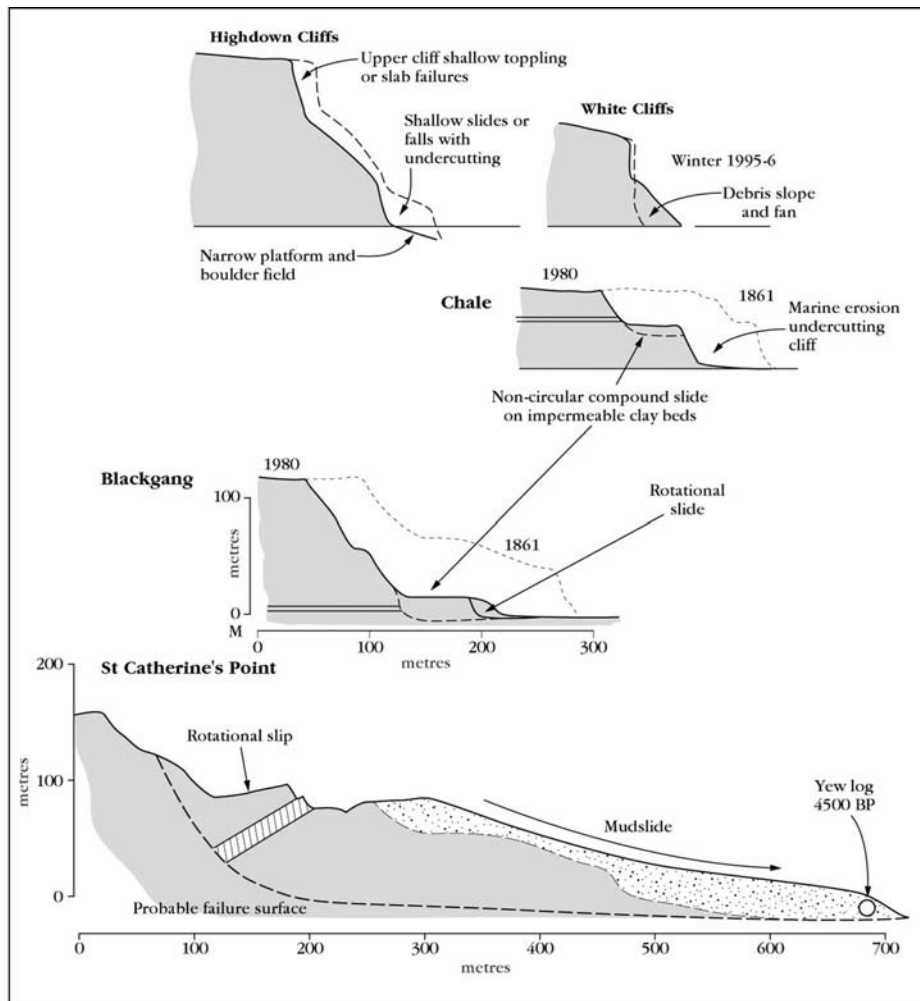 Highdown Cliffs
Upper cliff shallow toppling
or slab failures
Shallow slides or
falls with
undercutting
Narrow platform and
boulder field
White Cliffs
Winter 1995-6
Debris slope
and fan
Chale
1980
1861
Marine erosion
undercutting
cliff
Non-circular compound slide
on impermeable clay beds
Blackgang
1980
1861
Rotational
slide
100
metres
0
M
0
100
200
300
metres
St Catherine's Point
200
metres
100
0
Rotational slip
Mudslide
Yew log
4500 BP
Probable failure surface
0
100
200
300
400
500
600
700
metres